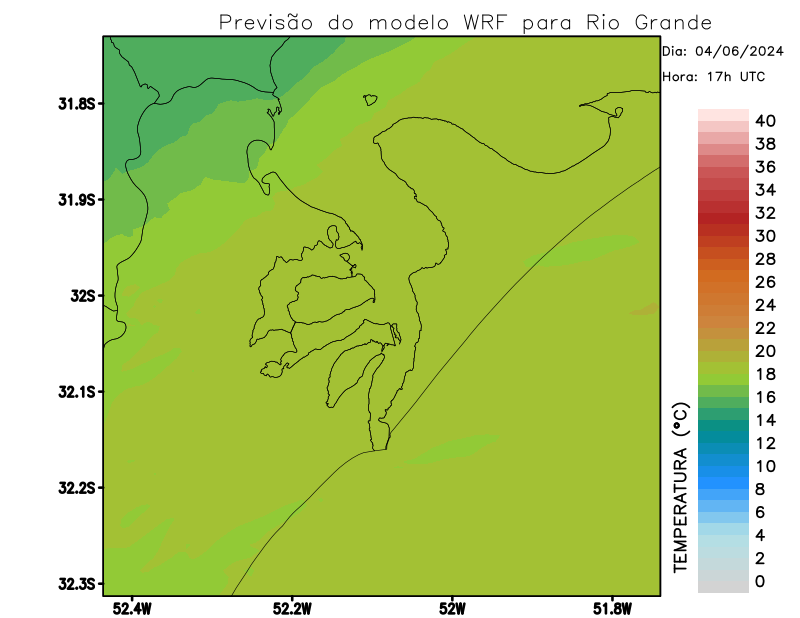 Previsão do modelo WRF para Rio Grande
Dia: 04/06/2024
Hora: 17h UTC
31.8S
31.9S
32S
32.1S
32.2S
32.3S
52.4W
52.2W
52W
51.8W
TEMPERATURA (°C)
40
38
36
34
32
30
28
26
24
22
20
18
16
14
12
10
8
6
4
2
0